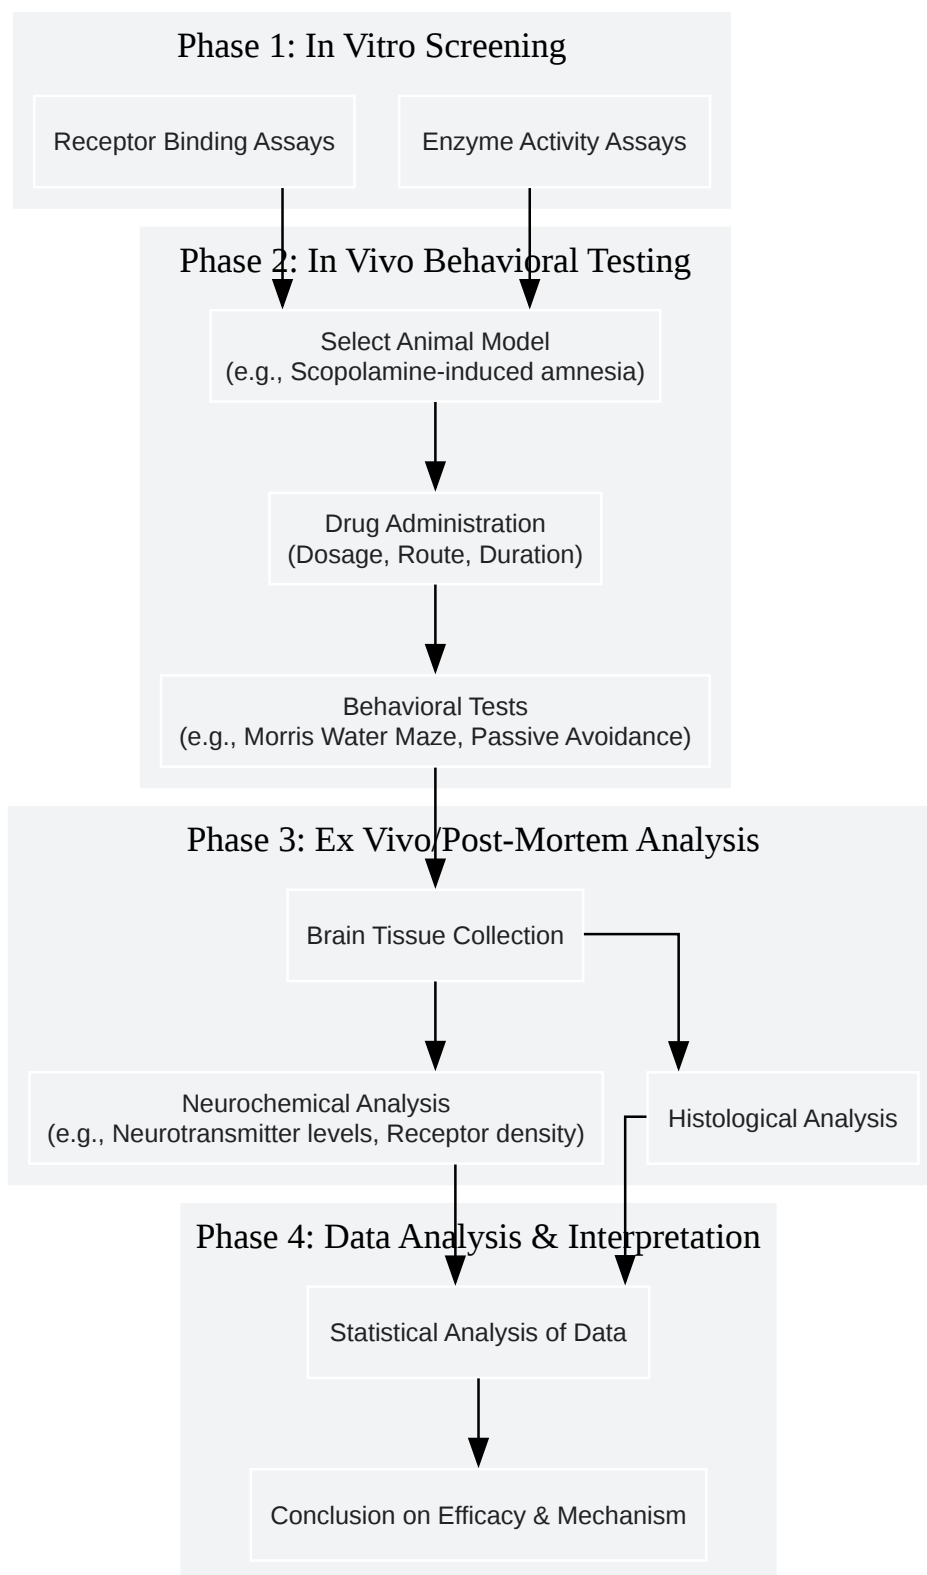 Phase 1: In Vitro Screening
Receptor Binding Assays
Enzyme Activity Assays
Phase 2: In Vivo Behavioral Testing
Select Animal Model
(e.g., Scopolamine-induced amnesia)
Drug Administration
(Dosage, Route, Duration)
Behavioral Tests
(e.g., Morris Water Maze, Passive Avoidance)
Phase 3: Ex Vivo/Post-Mortem Analysis
Brain Tissue Collection
Neurochemical Analysis
(e.g., Neurotransmitter levels, Receptor density)
Histological Analysis
Phase 4: Data Analysis & Interpretation
Statistical Analysis of Data
Conclusion on Efficacy & Mechanism